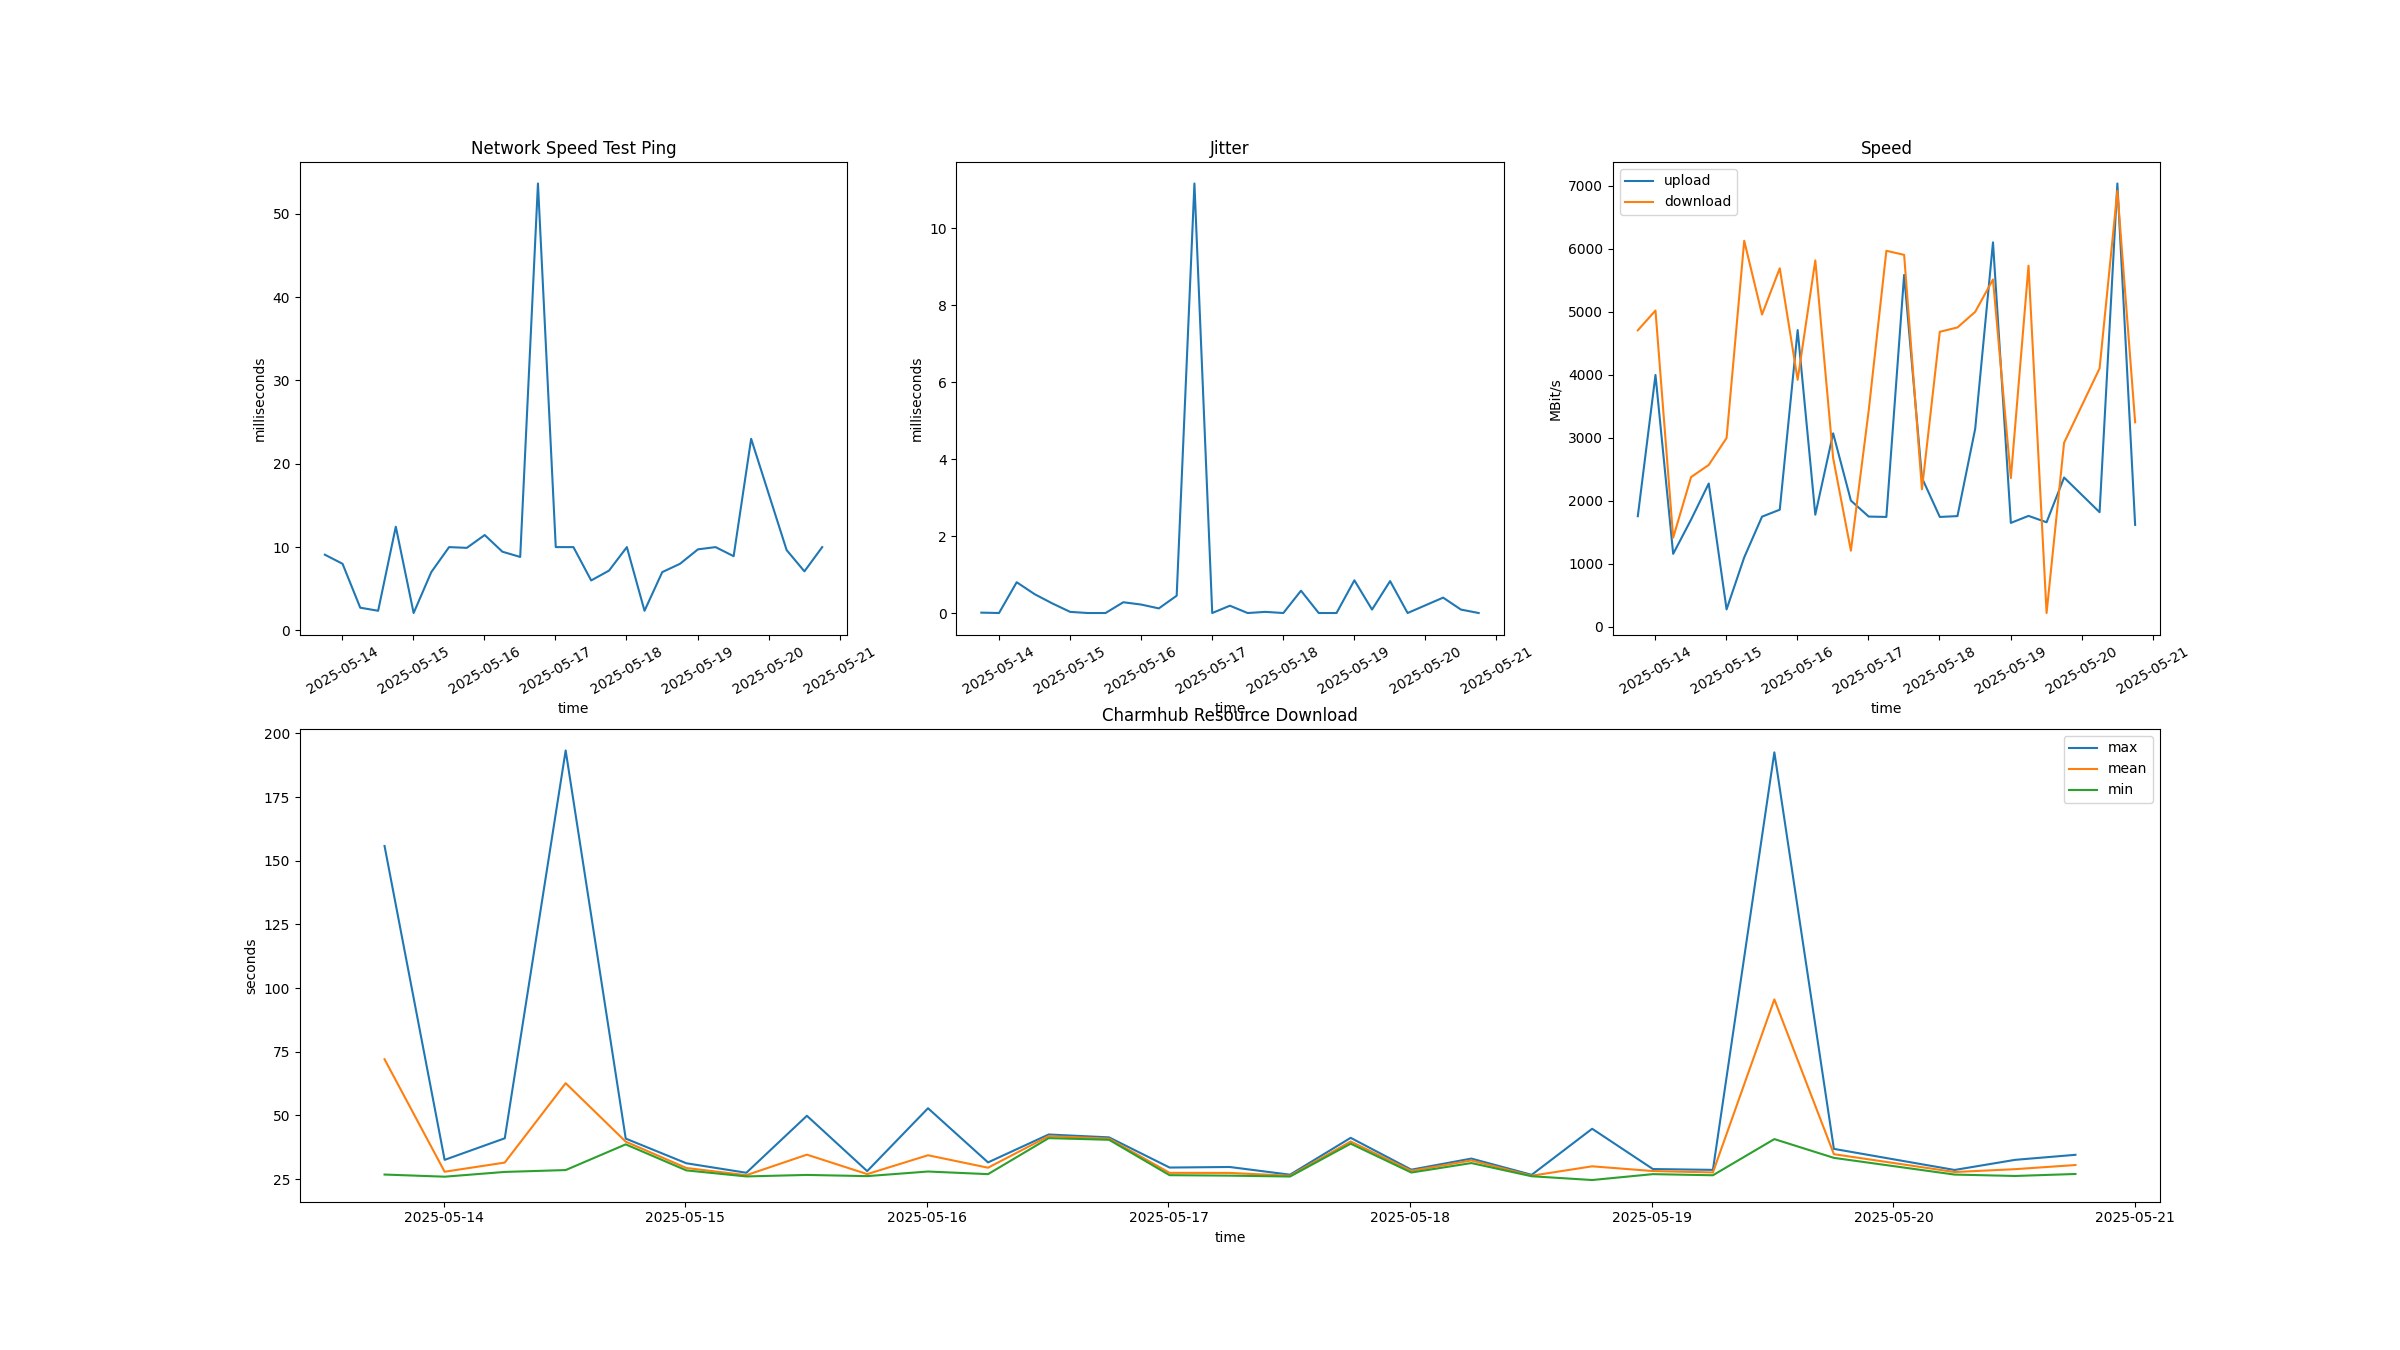 Network Speed Test Ping
50
40
30
20
10
0
milliseconds
2025-05-14 2025-05-15 2025-05-16 2025-05-17 2025-05-18 2025-05-19 2025-05-20 2025-05-21
time
Jitter
10
8
6
4
2
0
milliseconds
2025-05-14 2025-05-15 2025-05-16 2025-05-17 2025-05-18 2025-05-19 2025-05-20 2025-05-21
time
Speed
upload
download
7000
6000
5000
4000
3000
2000
1000
0
MBit/s
2025-05-14 2025-05-15 2025-05-16 2025-05-17 2025-05-18 2025-05-19 2025-05-20 2025-05-21
time
Charmhub Resource Download
max
mean
min
200
175
150
125
100
75
50
25
seconds
2025-05-14 2025-05-15 2025-05-16 2025-05-17 2025-05-18 2025-05-19 2025-05-20 2025-05-21
time